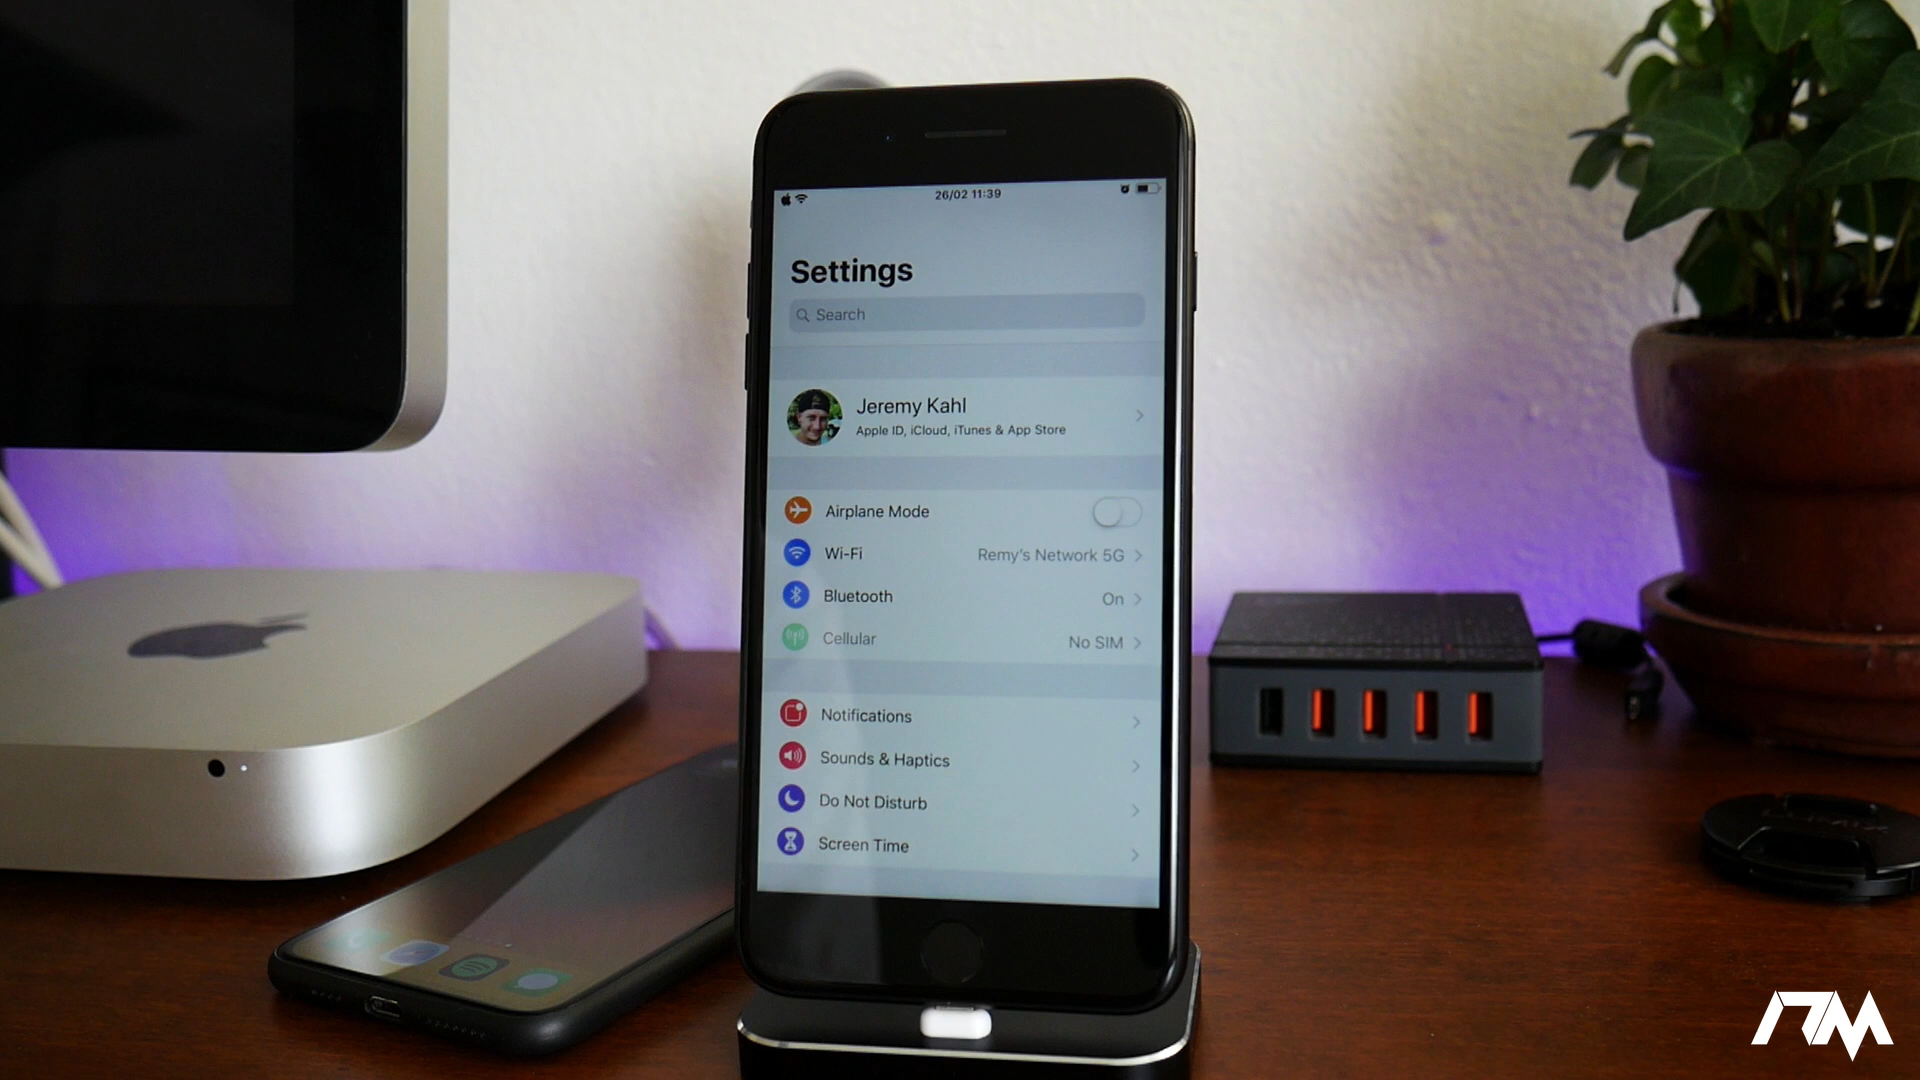 26/02 11:39
Settings
Search
Jeremy Kahl
Apple ID, iCloud, iTunes & App Store
Airplane Mode
Wi-Fi
Remy's Network 5G
Bluetooth
On
Cellular
No SIM
Notifications
Sounds & Haptics
Do Not Disturb
Screen Time
LUMIX